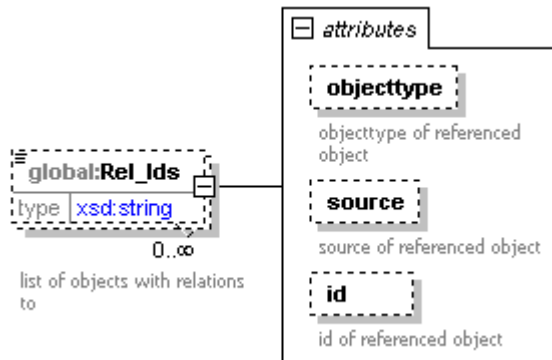 attributes
objecttype
objecttype of referenced
object
global:Rel_Ids
type xsd:string
0..∞
list of objects with relations
to
source
source of referenced object
id
id of referenced object